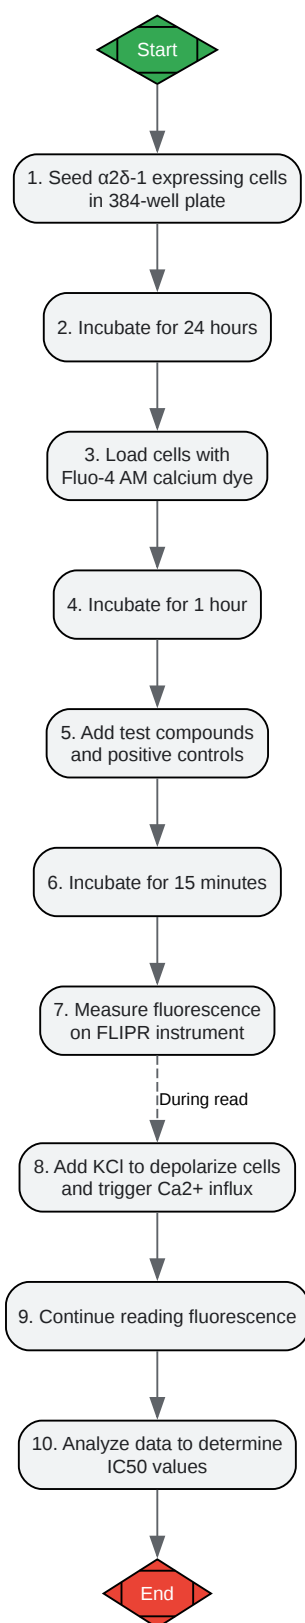 Start
1. Seed α2δ-1 expressing cells
in 384-well plate
2. Incubate for 24 hours
3. Load cells with
Fluo-4 AM calcium dye
4. Incubate for 1 hour
5. Add test compounds
and positive controls
6. Incubate for 15 minutes
7. Measure fluorescence
on FLIPR instrument
During read
8. Add KCl to depolarize cells
and trigger Ca2+ influx
9. Continue reading fluorescence
10. Analyze data to determine
IC50 values
End